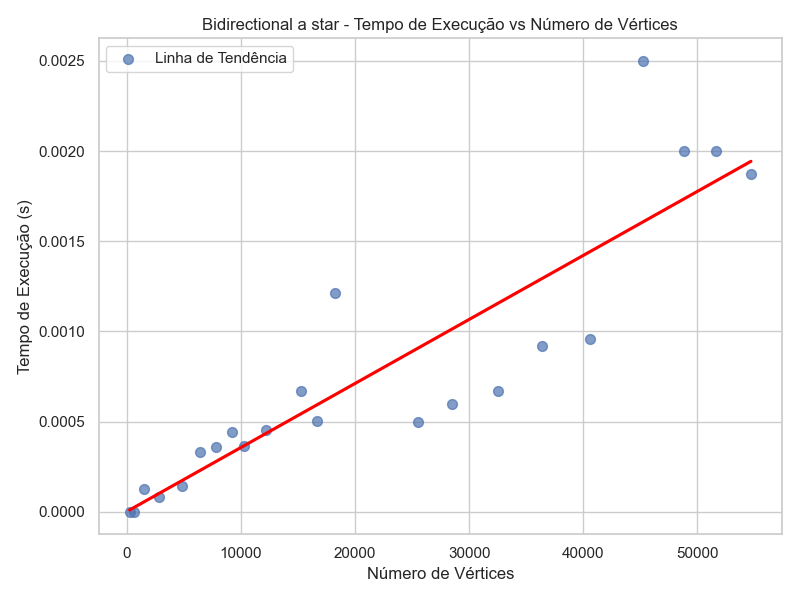 Bidirectional a star - Tempo de Execução vs Número de Vértices
Linha de Tendência
0.0025
0.0020
0.0015
0.0010
0.0005
0.0000
Tempo de Execução (s)
0 10000 20000 30000 40000 50000
Número de Vértices